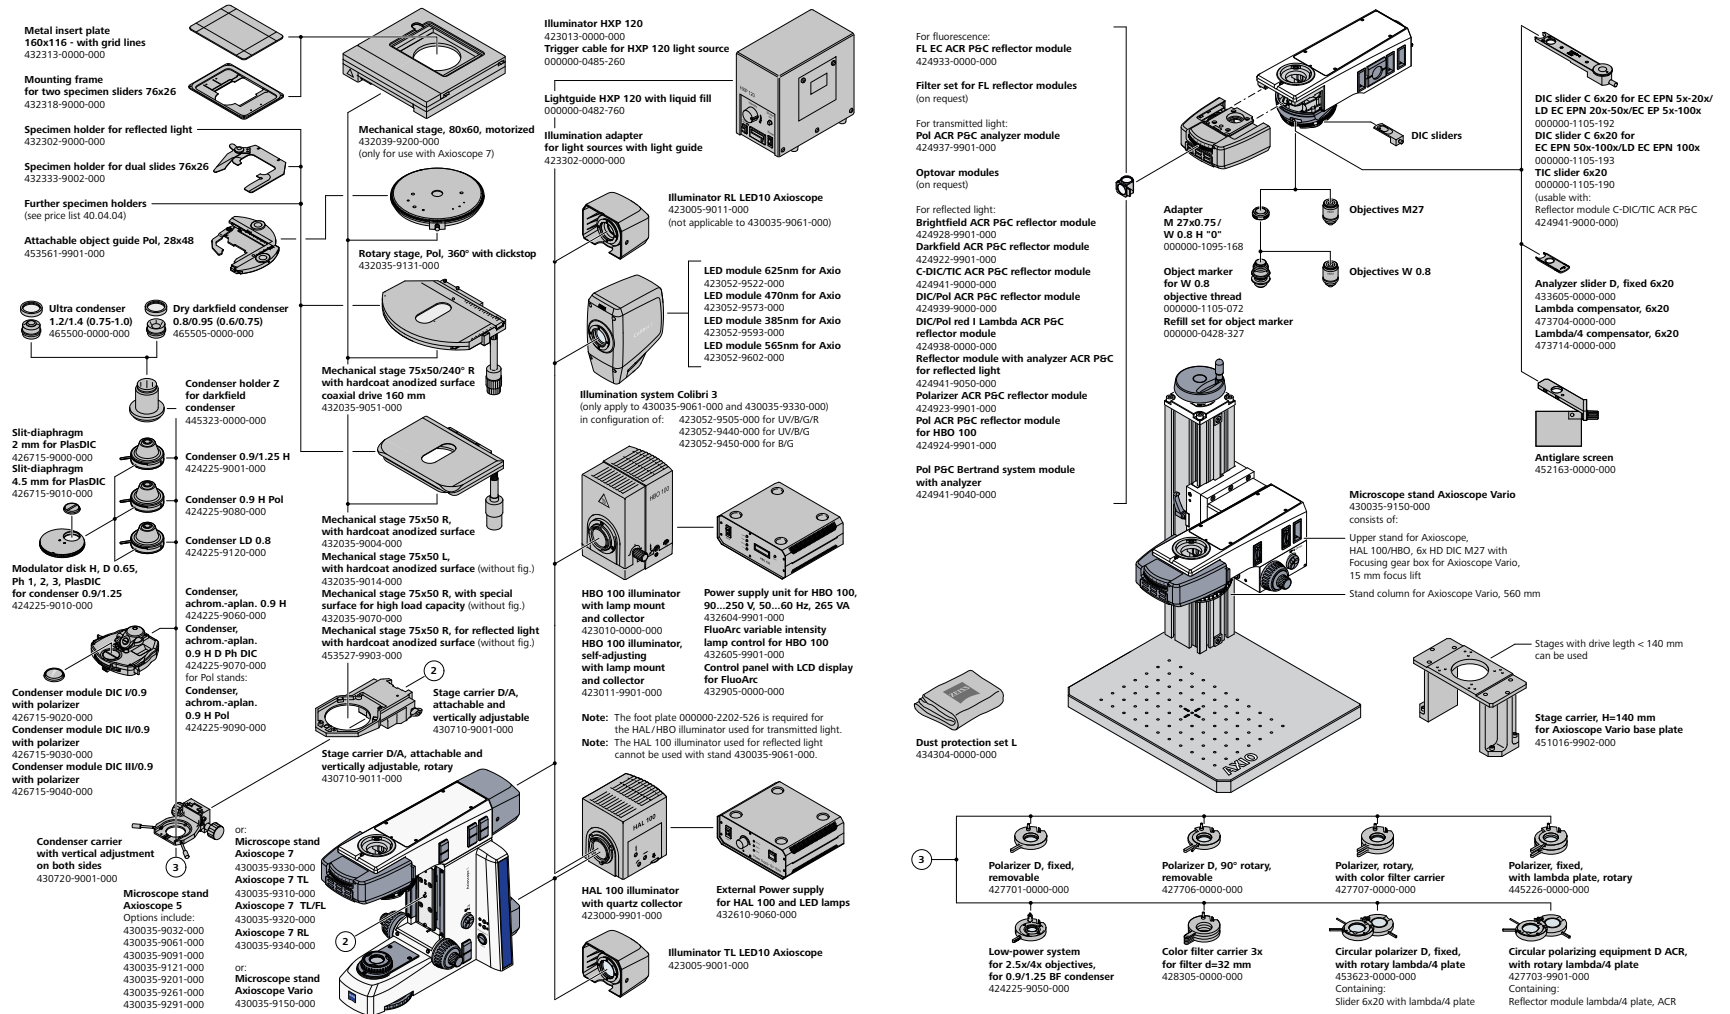 Metal insert plate
160x116 - with grid lines
432313-0000-000
Mounting frame
for two specimen sliders 76x26
432318-9000-000
Specimen holder for reflected light
432302-9000-000
Specimen holder for dual slides 76x26
432333-9002-000
Further specimen holders
(see price list 40.04.04)
Attachable object guide Pol, 28x48
453561-9901-000
Ultra condenser
1.2/1.4 (0.75-1.0)
465500-0000-000
Dry darkfield condenser
0.8/0.95 (0.6/0.75)
465505-0000-000
Condenser holder Z
for darkfield
condenser
445323-0000-000
Slit-diaphragm
2 mm for PlasDIC
426715-9000-000
Slit-diaphragm
4.5 mm for PlasDIC
426715-9010-000
Condenser 0.9/1.25 H
424225-9001-000
Condenser 0.9 H Pol
424225-9080-000
Condenser LD 0.8
424225-9120-000
Modulator disk H, D 0.65,
Ph 1, 2, 3, PlasDIC
for condenser 0.9/1.25
424225-9010-000
Condenser,
achrom.-aplan. 0.9 H
424225-9060-000
Condenser,
achrom.-aplan.
0.9 H D Ph DIC
424225-9070-000
for Pol stands:
Condenser,
achrom.-aplan.
0.9 H Pol
424225-9090-000
Condenser module DIC I/0.9
with polarizer
426715-9020-000
Condenser module DIC II/0.9
with polarizer
426715-9030-000
Condenser module DIC III/0.9
with polarizer
426715-9040-000
Condenser carrier
with vertical adjustment
on both sides
430720-9001-000
3
Microscope stand
Axioscope 5
Options include:
430035-9032-000
430035-9061-000
430035-9091-000
430035-9121-000
430035-9201-000
430035-9261-000
430035-9291-000
or:
Microscope stand
Axioscope 7
430035-9330-000
Axioscope 7 TL
430035-9310-000
Axioscope 7 TL/FL
430035-9320-000
Axioscope 7 RL
430035-9340-000
or:
Microscope stand
Axioscope Vario
430035-9150-000
2
Mechanical stage, 80x60, motorized
432039-9200-000
(only for use with Axioscope 7)
Rotary stage, Pol, 360° with clickstop
432035-9131-000
Mechanical stage 75x50/240° R
with hardcoat anodized surface
coaxial drive 160 mm
432035-9051-000
Mechanical stage 75x50 R,
with hardcoat anodized surface
432035-9004-000
Mechanical stage 75x50 L,
with hardcoat anodized surface (without fig.)
432035-9014-000
Mechanical stage 75x50 R, with special
surface for high load capacity (without fig.)
432035-9070-000
Mechanical stage 75x50 R, for reflected light
with hardcoat anodized surface (without fig.)
453527-9903-000
2
Stage carrier D/A,
attachable and
vertically adjustable
430710-9001-000
Stage carrier D/A, attachable and
vertically adjustable, rotary
430710-9011-000
Illuminator HXP 120
423013-0000-000
Trigger cable for HXP 120 light source
000000-0485-260
Lightguide HXP 120 with liquid fill
000000-0482-760
Illumination adapter
for light sources with light guide
423302-0000-000
HXP 120
Illuminator RL LED10 Axioscope
423005-9011-000
(not applicable to 430035-9061-000)
LED module 625nm for Axio
423052-9522-000
LED module 470nm for Axio
423052-9573-000
LED module 385nm for Axio
423052-9593-000
LED module 565nm for Axio
423052-9602-000
Illumination system Colibri 3
(only apply to 430035-9061-000 and 430035-9330-000)
in configuration of: 423052-9505-000 for UV/B/G/R
423052-9440-000 for UV/B/G
423052-9450-000 for B/G
HBO 100
HBO 100 illuminator
with lamp mount
and collector
423010-0000-000
HBO 100 illuminator,
self-adjusting
with lamp mount
and collector
423011-9901-000
Power supply unit for HBO 100,
90...250 V, 50...60 Hz, 265 VA
432604-9901-000
FluoArc variable intensity
lamp control for HBO 100
432605-9901-000
Control panel with LCD display
for FluoArc
432905-0000-000
Note: The foot plate 000000-2202-526 is required for
the HAL/HBO illuminator used for transmitted light.
Note: The HAL 100 illuminator used for reflected light
cannot be used with stand 430035-9061-000.
HAL 100
HAL 100 illuminator
with quartz collector
423000-9901-000
External Power supply
for HAL 100 and LED lamps
432610-9060-000
Illuminator TL LED10 Axioscope
423005-9001-000
For fluorescence:
FL EC ACR P&C reflector module
424933-0000-000
Filter set for FL reflector modules
(on request)
For transmitted light:
Pol ACR P&C analyzer module
424937-9901-000
Optovar modules
(on request)
For reflected light:
Brightfield ACR P&C reflector module
424928-9901-000
Darkfield ACR P&C reflector module
424922-9901-000
C-DIC/TIC ACR P&C reflector module
424941-9000-000
DIC/Pol ACR P&C reflector module
424939-9000-000
DIC/Pol red I Lambda ACR P&C
reflector module
424938-0000-000
Reflector module with analyzer ACR P&C
for reflected light
424941-9050-000
Polarizer ACR P&C reflector module
424923-9901-000
Pol ACR P&C reflector module
for HBO 100
424924-9901-000
Pol P&C Bertrand system module
with analyzer
424941-9040-000
DIC sliders
Adapter
M 27x0.75/
W 0.8 H "0"
000000-1095-168
Object marker
for W 0.8
objective thread
000000-1105-072
Refill set for object marker
000000-0428-327
Objectives M27
Objectives W 0.8
DIC slider C 6x20 for EC EPN 5x-20x/
LD EC EPN 20x-50x/EC EP 5x-100x
000000-1105-192
DIC slider C 6x20 for
EC EPN 50x-100x/LD EC EPN 100x
000000-1105-193
TIC slider 6x20
000000-1105-190
(usable with:
Reflector module C-DIC/TIC ACR P&C
424941-9000-000)
Analyzer slider D, fixed 6x20
433605-0000-000
Lambda compensator, 6x20
473704-0000-000
Lambda/4 compensator, 6x20
473714-0000-000
Antiglare screen
452163-0000-000
Microscope stand Axioscope Vario
430035-9150-000
consists of:
Upper stand for Axioscope,
HAL 100/HBO, 6x HD DIC M27 with
Focusing gear box for Axioscope Vario,
15 mm focus lift
Stand column for Axioscope Vario, 560 mm
Stages with drive legth < 140 mm
can be used
Stage carrier, H=140 mm
for Axioscope Vario base plate
451016-9902-000
ZEISS
Dust protection set L
434304-0000-000
AXIO
3
Polarizer D, fixed,
removable
427701-0000-000
Polarizer D, 90° rotary,
removable
427706-0000-000
Polarizer, rotary,
with color filter carrier
427707-0000-000
Polarizer, fixed,
with lambda plate, rotary
445226-0000-000
Low-power system
for 2.5x/4x objectives,
for 0.9/1.25 BF condenser
424225-9050-000
Color filter carrier 3x
for filter d=32 mm
428305-0000-000
Circular polarizer D, fixed,
with rotary lambda/4 plate
453623-0000-000
Containing:
Slider 6x20 with lambda/4 plate
Circular polarizing equipment D ACR,
with rotary lambda/4 plate
427703-9901-000
Containing:
Reflector module lambda/4 plate, ACR